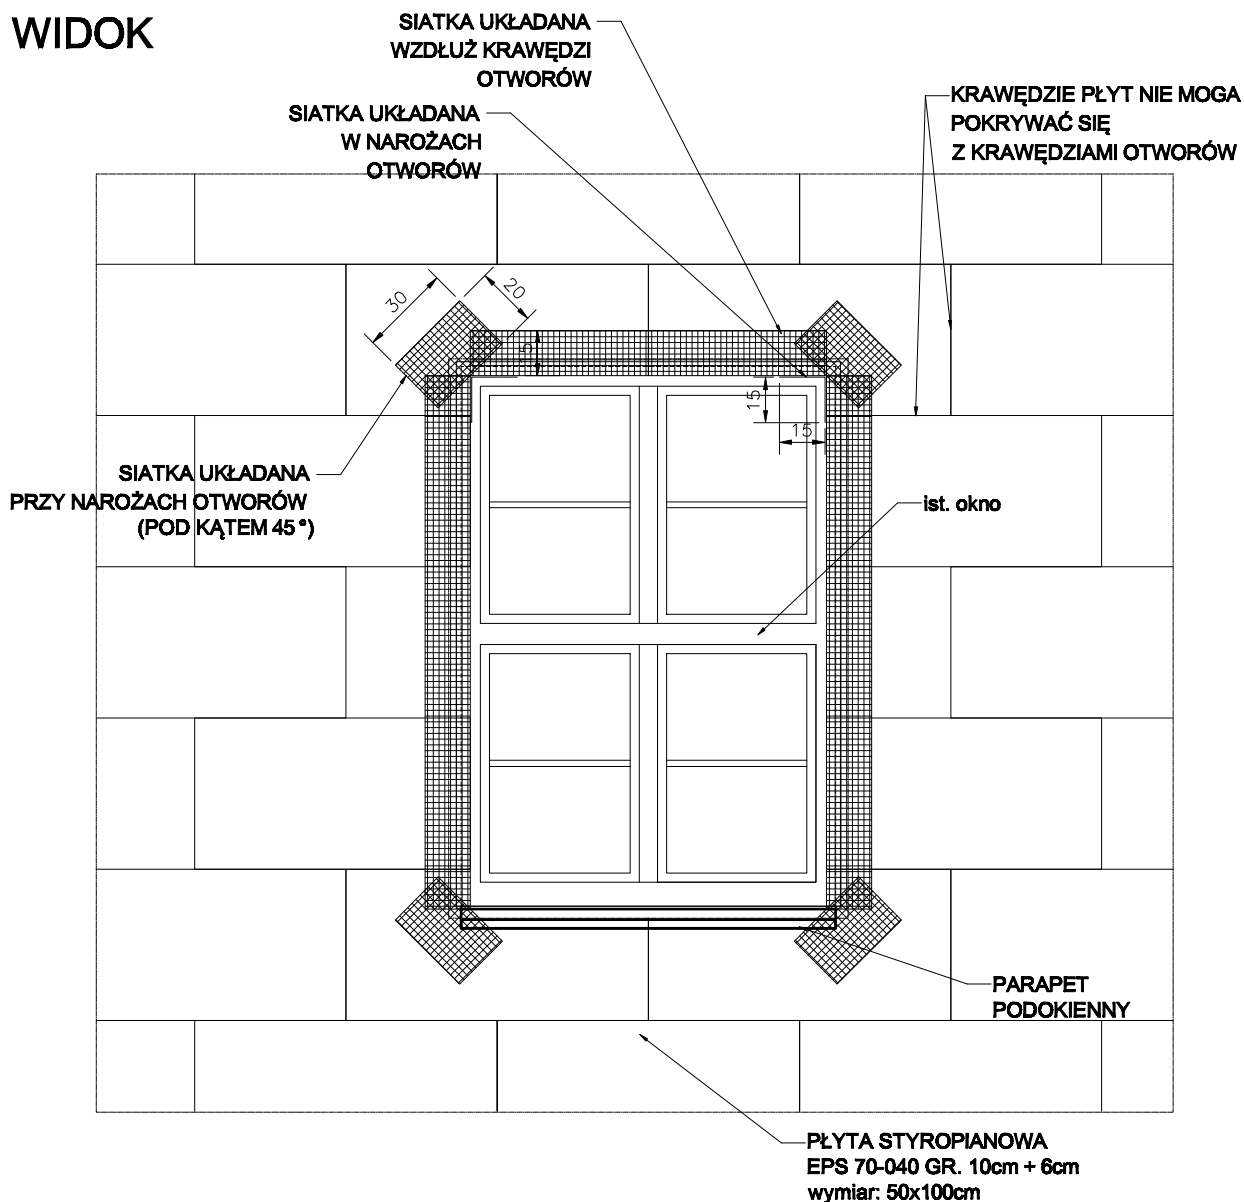 WIDOK
SIATKA UKŁADANA
WZDŁUŻ KRAWĘDZI
OTWORÓW
SIATKA UKŁADANA
W NAROŻACH
OTWORÓW
KRAWĘDZIE PŁYT NIE MOGA
POKRYWAĆ SIĘ
Z KRAWĘDZIAMI OTWORÓW
30
20
15
15
SIATKA UKŁADANA
PRZY NAROŻACH OTWORÓW
(POD KĄTEM 45°)
ist. okno
PARAPET
PODOKIENNY
PŁYTA STYROPIANOWA
EPS 70-040 GR. 10cm + 6cm
wymiar: 50x100cm